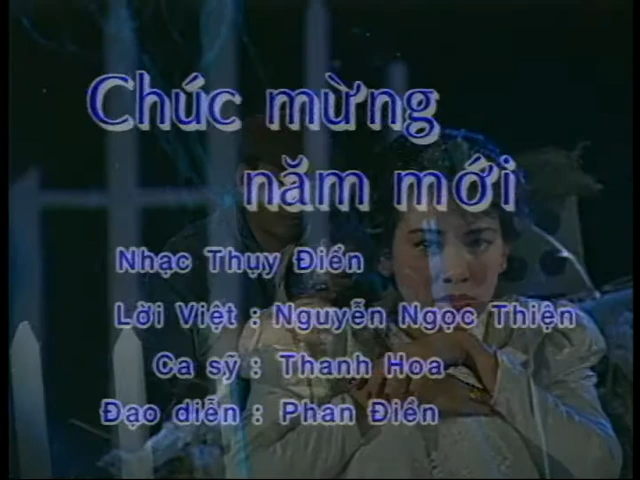 Chúc mừng
năm mới
Nhạc Thụy Điển
Lời Việt : Nguyễn Ngọc Thiện
Ca sỹ : Thanh Hoa
Đạo diễn : Phan Điền